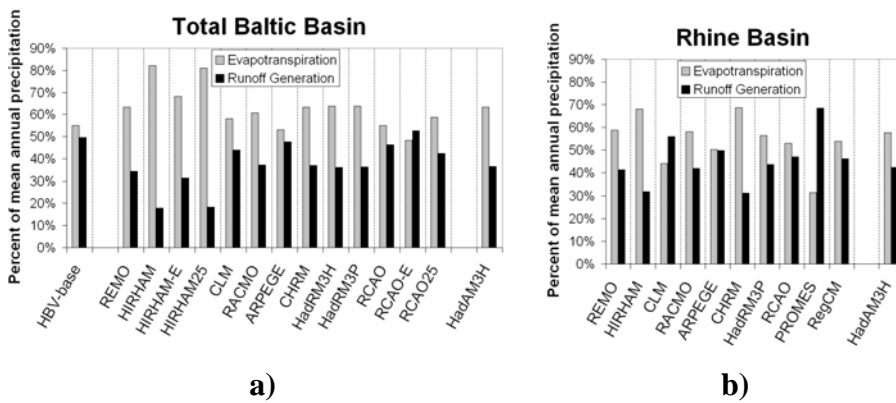 Total Baltic Basin
Percent of mean annual precipitation
90%
80%
70%
60%
50%
40%
30%
20%
10%
0%
Evapotranspiration
Runoff Generation
HBV-base
REMO
HIRHAM
HIRHAM-E
HIRHAM25
CLM
RACMO
ARPEGE
CHRM
HadRM3H
HadRM3P
RCAO
RCAO-E
RCAO25
HadAM3H
a)
Rhine Basin
Percent of mean annual precipitation
90%
80%
70%
60%
50%
40%
30%
20%
10%
0%
Evapotranspiration
Runoff Generation
REMO
HIRHAM
CLM
RACMO
ARPEGE
CHRM
HadRM3P
RCAO
PROMES
RegCM
HadAM3H
b)